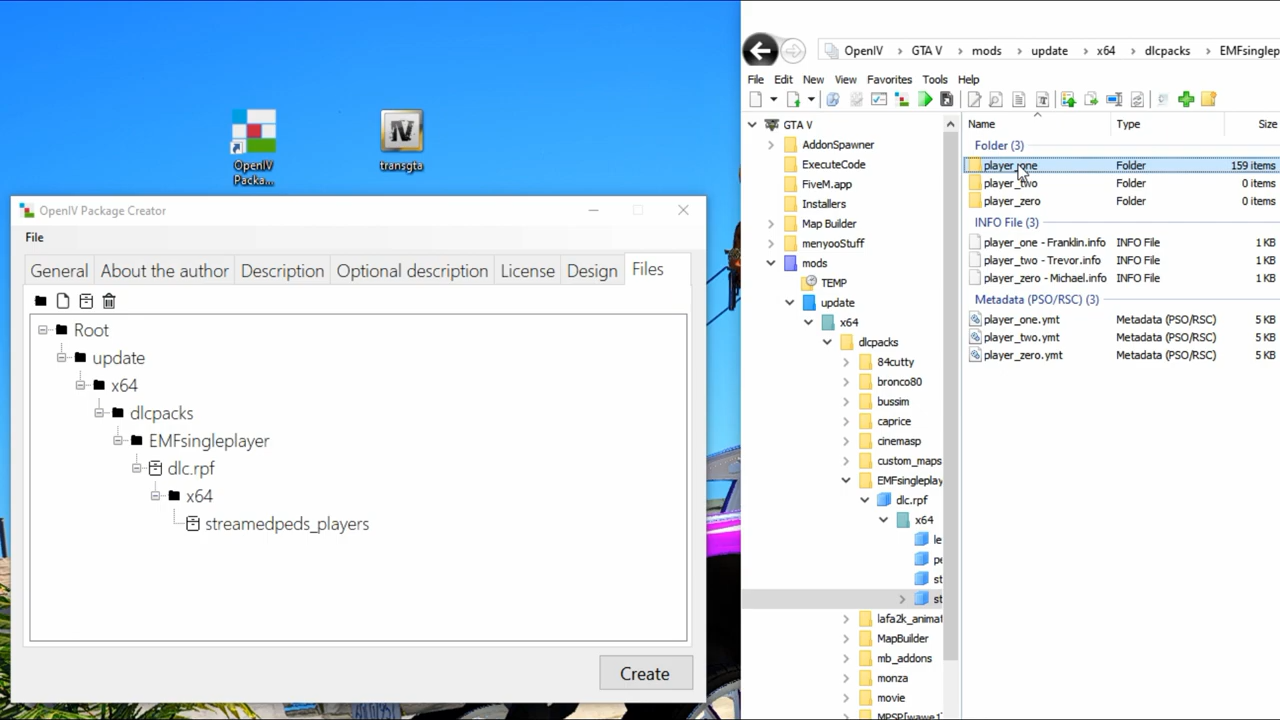 OpenIV
Packa...
transgta
OpenIV Package Creator
File
General
About the author
Description
Optional description
License
Design
Files
Root
update
x64
dlcpacks
EMFsingleplayer
dlc.rpf
x64
streamedpeds_players
Create
OpenIV > GTA V > mods > update > x64 > dlcpacks > EMFsinglep
File Edit New View Favorites Tools Help
GTA V
AddonSpawner
ExecuteCode
FiveM.app
Installers
Map Builder
menyooStuff
mods
TEMP
update
x64
dlcpacks
84cutty
bronco80
bussim
caprice
cinemasp
custom_maps
EMFsingleplay
dlc.rpf
x64
le
pe
st
st
lafa2k_animat
MapBuilder
mb_addons
monza
movie
MPSP[wawe1]
Name Type Size
Folder (3)
player_one Folder 159 items
player_two Folder 0 items
player_zero Folder 0 items
INFO File (3)
player_one - Franklin.info INFO File 1 KB
player_two - Trevor.info INFO File 1 KB
player_zero - Michael.info INFO File 1 KB
Metadata (PSO/RSC) (3)
player_one.ymt Metadata (PSO/RSC) 5 KB
player_two.ymt Metadata (PSO/RSC) 5 KB
player_zero.ymt Metadata (PSO/RSC) 5 KB